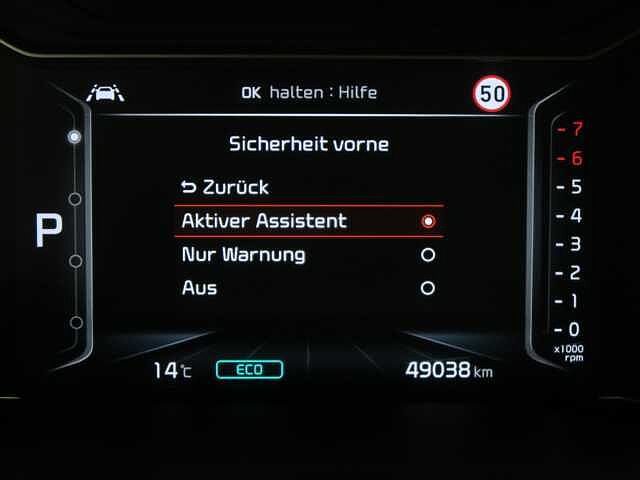 OK halten : Hilfe
50
Sicherheit vorne
Zurück
Aktiver Assistent
Nur Warnung
Aus
P
7
6
5
4
3
2
1
0
x1000
rpm
14°C
ECO
49038 km